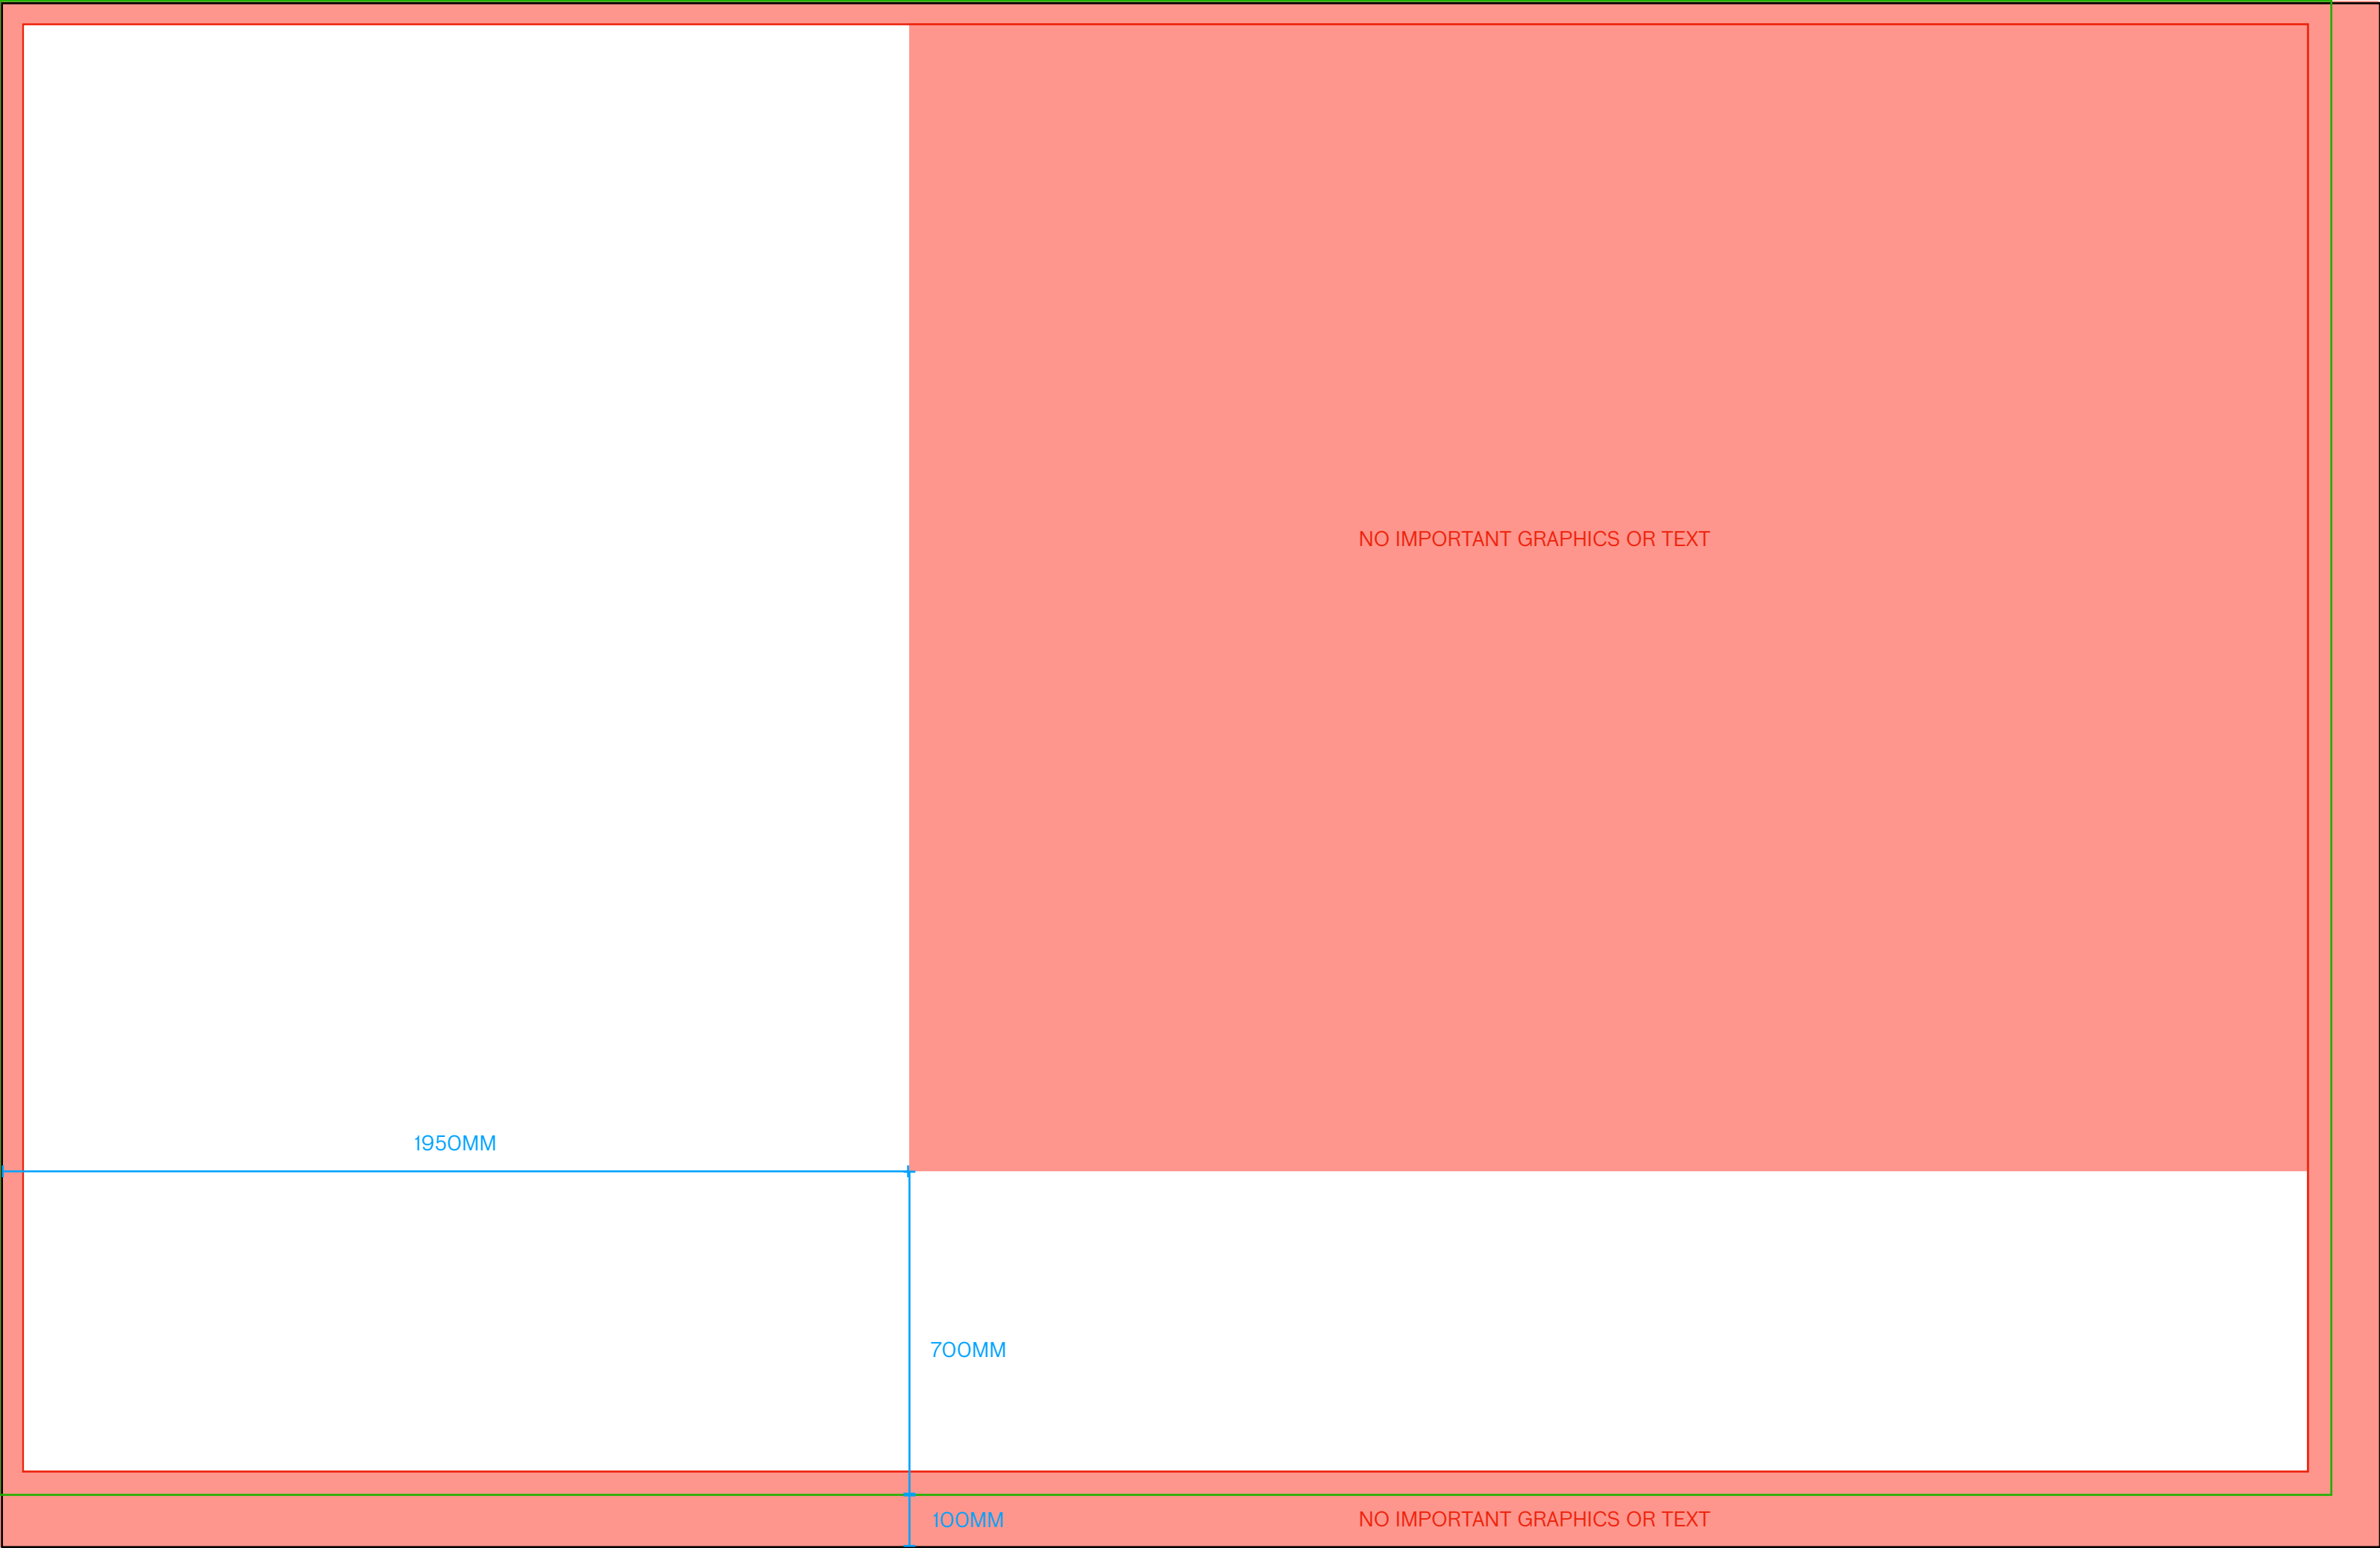 NO IMPORTANT GRAPHICS OR TEXT
1950MM
700MM
100MM
NO IMPORTANT GRAPHICS OR TEXT